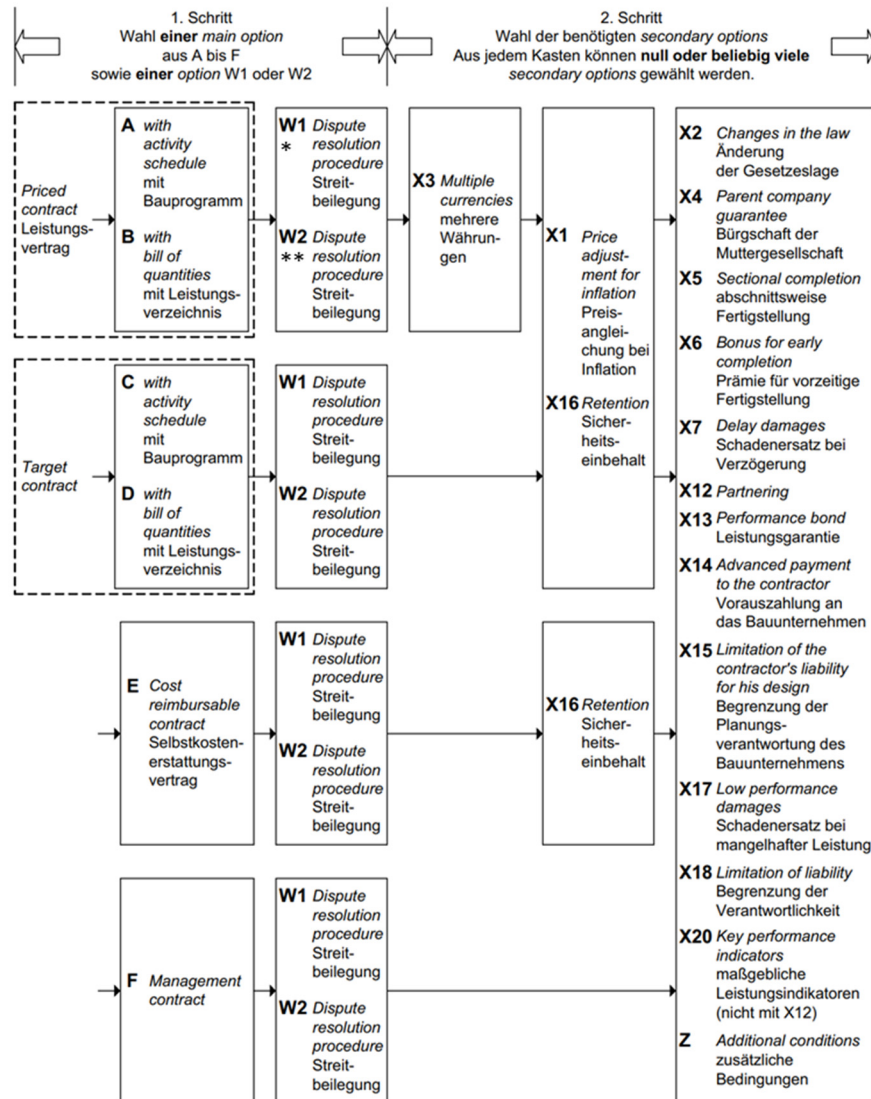 1. Schritt
Wahl einer main option
aus A bis F
sowie einer option W1 oder W2
2. Schritt
Wahl der benötigten secondary options
Aus jedem Kasten können null oder beliebig viele
secondary options gewählt werden.
Priced
contract
Leistungs-
vertrag
A with
activity
schedule
mit
Bauprogramm
B with
bill of
quantities
mit Leistungs-
verzeichnis
W1 Dispute
* resolution
procedure
Streit-
beilegung
W2 Dispute
** resolution
procedure
Streit-
beilegung
X3 Multiple
currencies
mehrere
Währun-
gen
X1 Price
adjust-
ment for
inflation
Preis-
angleichung bei
Inflation
X16 Retention
Sicher-
heits-
einbehalt
Target
contract
C with
activity
schedule
mit
Bauprogramm
D with
bill of
quantities
mit Leistungs-
verzeichnis
W1 Dispute
resolution
procedure
Streit-
beilegung
W2 Dispute
resolution
procedure
Streit-
beilegung
E Cost
reimbursable
contract
Selbstkosten-
erstattungs-
vertrag
W1 Dispute
resolution
procedure
Streit-
beilegung
W2 Dispute
resolution
procedure
Streit-
beilegung
X16 Retention
Sicher-
heits-
einbehalt
F Management
contract
W1 Dispute
resolution
procedure
Streit-
beilegung
W2 Dispute
resolution
procedure
Streit-
beilegung
X2 Changes in the law
Änderung
der Gesetzeslage
X4 Parent company
guarantee
Bürgschaft der
Muttergesellschaft
X5 Sectional completion
abschnittsweise
Fertigstellung
X6 Bonus for early
completion
Prämie für vorzeitige
Fertigstellung
X7 Delay damages
Schadenersatz bei
Verzögerung
X12 Partnering
X13 Performance bond
Leistungsgarantie
X14 Advanced payment
to the contractor
Vorauszahlung an
das Bauunternehmen
X15 Limitation of the
contractor's liability
for his design
Begrenzung der
Planungs-
verantwortung des
Bauunternehmens
X17 Low performance
damages
Schadenersatz bei
mangelhafter Leistung
X18 Limitation of liability
Begrenzung der
Verantwortlichkeit
X20 Key performance
indicators
maßgebliche
Leistungsindikatoren
(nicht mit X12)
Z Additional conditions
zusätzliche
Bedingungen